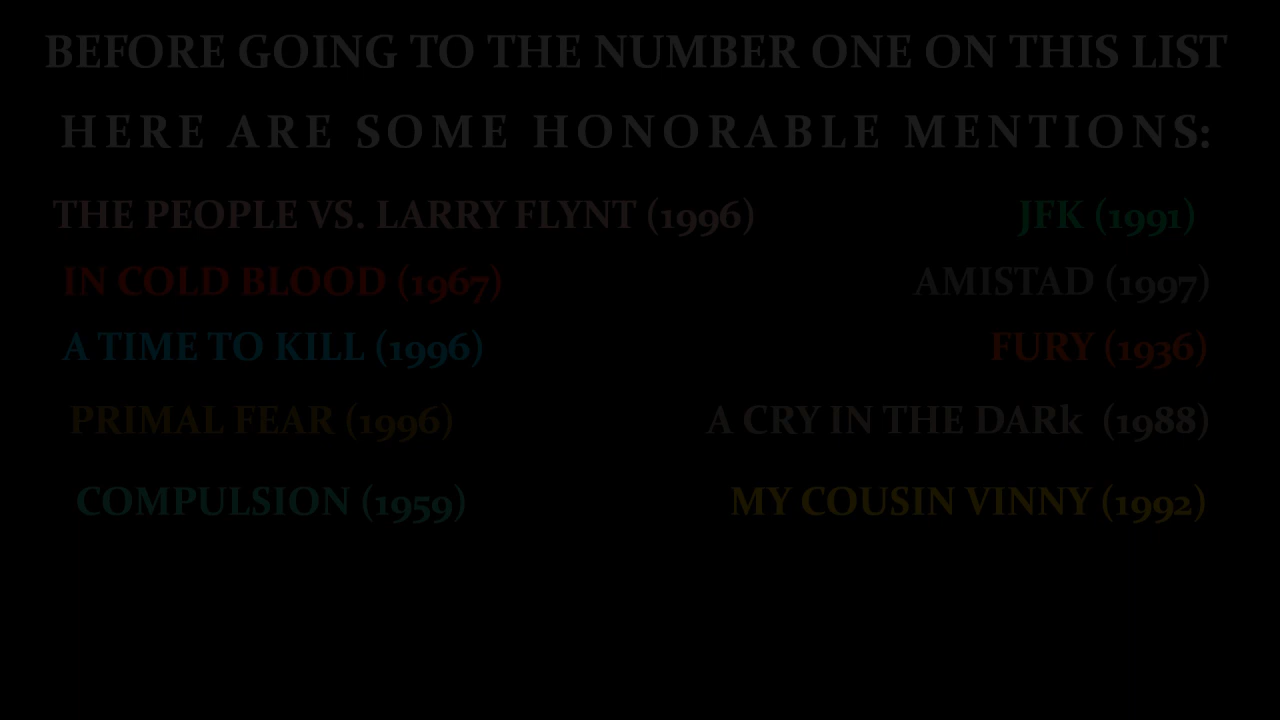 BEFORE GOING TO THE NUMBER ONE ON THIS LIST
HERE ARE SOME HONORABLE MENTIONS:
THE PEOPLE VS. LARRY FLYNT (1996) JFK (1991)
IN COLD BLOOD (1967) AMISTAD (1997)
A TIME TO KILL (1996) FURY (1936)
PRIMAL FEAR (1996) A CRY IN THE DARk (1988)
COMPULSION (1959) MY COUSIN VINNY (1992)